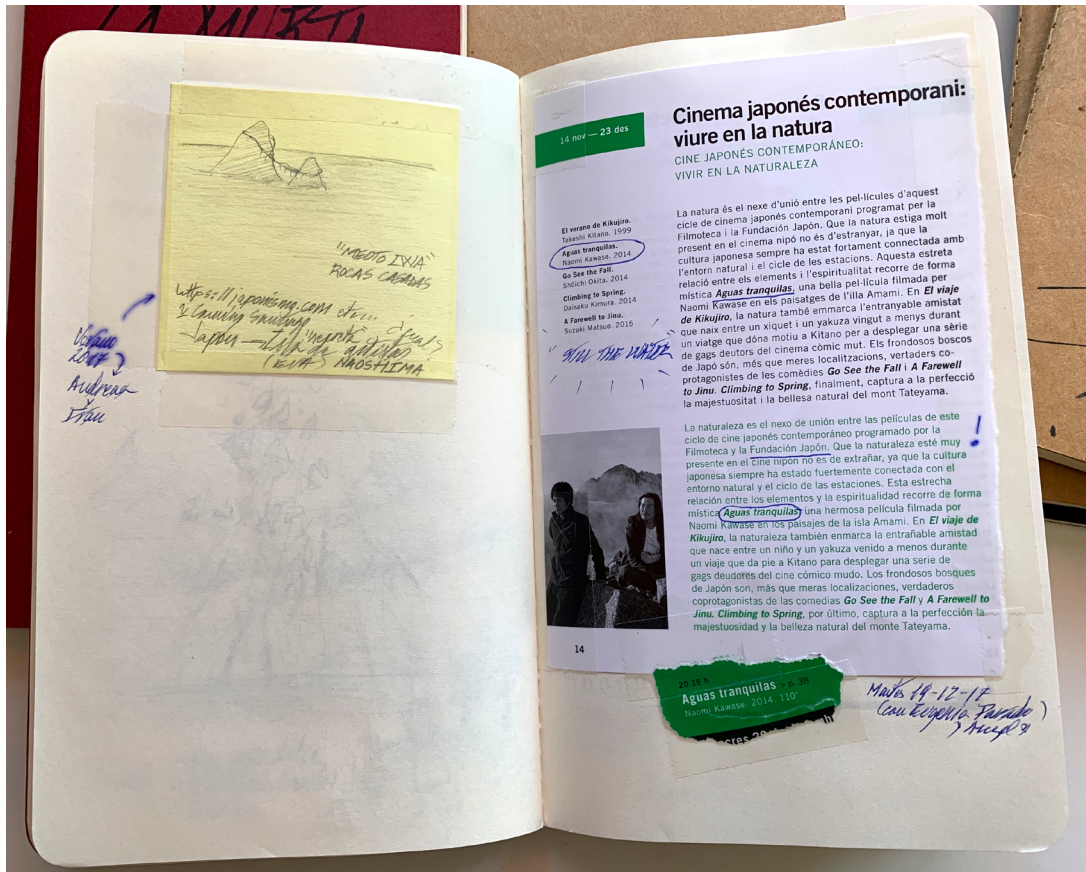 "MEOTO IWA"
ROCAS CASADAS
https://japonismo.com etc...
Japón — Isla de
NAOSHIMA
2017
Andrena
Cinema japonés contemporani:
viure en la natura
CINE JAPONÉS CONTEMPORÁNEO:
VIVIR EN LA NATURALEZA
14 nov — 23 des
El verano de Kikujiro.
Takeshi Kitano. 1999
Aguas tranquilas.
Naomi Kawase. 2014
Go See the Fall.
Shôichi Okita. 2014
Climbing to Spring.
Daisaku Kimura. 2014
A Farewell to Jinu.
Suzuki Matsuo. 2015
STILL THE WATER
La natura és el nexe d'unió entre les pel·lícules d'aquest
cicle de cinema japonés contemporani programat per la
Filmoteca i la Fundación Japón. Que la natura estiga molt
present en el cinema nipó no és d'estranyar, ja que la
cultura japonesa sempre ha estat fortament connectada amb
l'entorn natural i el cicle de les estacions. Aquesta estreta
relació entre els elements i l'espiritualitat recorre de forma
mística Aguas tranquilas, una bella pel·lícula filmada per
Naomi Kawase en els paisatges de l'illa Amami. En El viaje
de Kikujiro, la natura també emmarca l'entranyable amistat
que naix entre un xiquet i un yakuza vingut a menys durant
un viatge que dóna motiu a Kitano per a desplegar una sèrie
de gags deutors del cinema còmic mut. Els frondosos boscos
de Japó són, més que meres localitzacions, vertaders co-
protagonistes de les comèdies Go See the Fall i A Farewell
to Jinu. Climbing to Spring, finalment, captura a la perfecció
la majestuositat i la bellesa natural del mont Tateyama.
La naturaleza es el nexo de unión entre las películas de este
ciclo de cine japonés contemporáneo programado por la
Filmoteca y la Fundación Japón. Que la naturaleza esté muy
presente en el cine nipón no es de extrañar, ya que la cultura
japonesa siempre ha estado fuertemente conectada con el
entorno natural y el ciclo de las estaciones. Esta estrecha
relación entre los elementos y la espiritualidad recorre de forma
mística Aguas tranquilas, una hermosa película filmada por
Naomi Kawase en los paisajes de la isla Amami. En El viaje de
Kikujiro, la naturaleza también enmarca la entrañable amistad
que nace entre un niño y un yakuza venido a menos durante
un viaje que da pie a Kitano para desplegar una serie de
gags deudores del cine cómico mudo. Los frondosos bosques
de Japón son, más que meras localizaciones, verdaderos
coprotagonistas de las comedias Go See the Fall y A Farewell to
Jinu. Climbing to Spring, por último, captura a la perfección la
majestuosidad y la belleza natural del monte Tateyama.
!
14
20.15 h
Aguas tranquilas > p. 38
Naomi Kawase. 2014. 110'
Martes 19-12-17